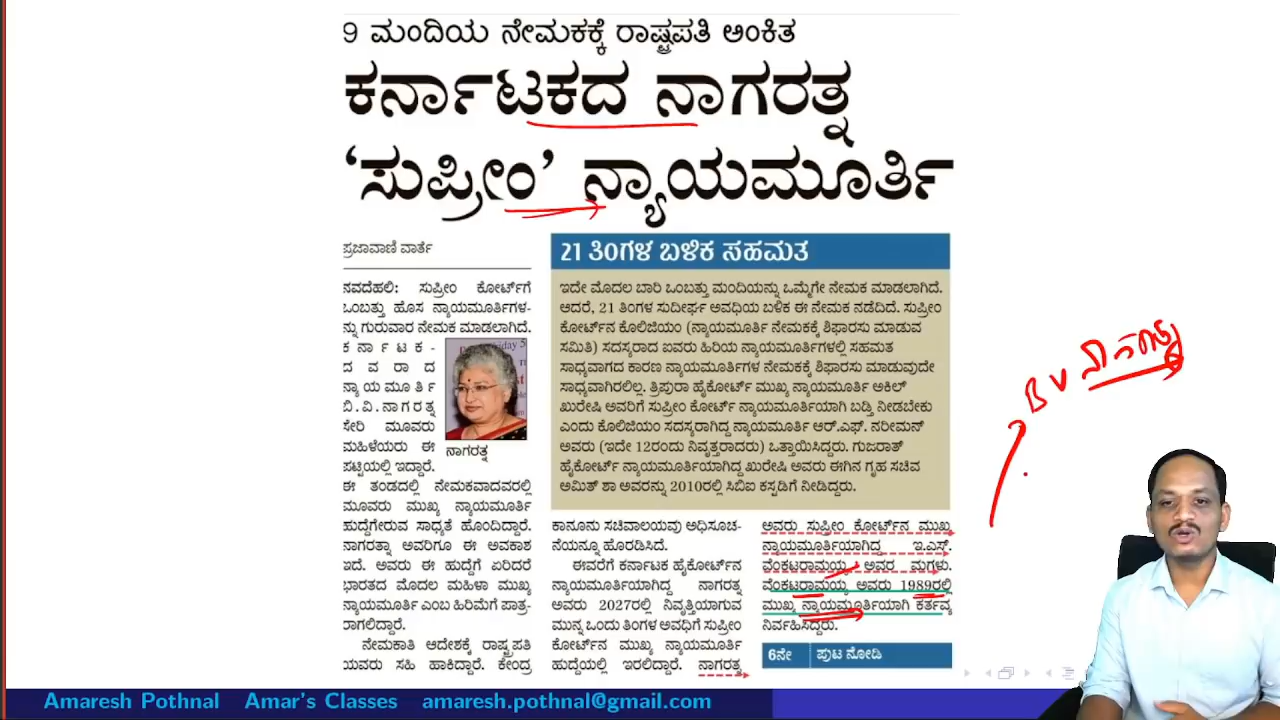 9 ಮಂದಿಯ ನೇಮಕಕ್ಕೆ ರಾಷ್ಟ್ರಪತಿ ಅಂಕಿತ
ಕರ್ನಾಟಕದ ನಾಗರತ್ನ
‘ಸುಪ್ರೀಂ’ ನ್ಯಾಯಮೂರ್ತಿ
ಪ್ರಜಾವಾಣಿ ವಾರ್ತೆ
ನವದೆಹಲಿ: ಸುಪ್ರೀಂ ಕೋರ್ಟ್‌ಗೆ
ಒಂಬತ್ತು ಹೊಸ ನ್ಯಾಯಮೂರ್ತಿಗಳ-
ನ್ನು ಗುರುವಾರ ನೇಮಕ ಮಾಡಲಾಗಿದೆ.
ಕರ್ನಾಟಕ-
ದವರಾದ
ನ್ಯಾಯಮೂರ್ತಿ
ಬಿ.ವಿ.ನಾಗರತ್ನ
ಸೇರಿ ಮೂವರು
ಮಹಿಳೆಯರು ಈ
ಪಟ್ಟಿಯಲ್ಲಿ ಇದ್ದಾರೆ.
ನಾಗರತ್ನ
ಈ ತಂಡದಲ್ಲಿ ನೇಮಕವಾದವರಲ್ಲಿ
ಮೂವರು ಮುಖ್ಯ ನ್ಯಾಯಮೂರ್ತಿ
ಹುದ್ದೆಗೇರುವ ಸಾಧ್ಯತೆ ಹೊಂದಿದ್ದಾರೆ.
ನಾಗರತ್ನಾ ಅವರಿಗೂ ಈ ಅವಕಾಶ
ಇದೆ. ಅವರು ಈ ಹುದ್ದೆಗೆ ಏರಿದರೆ
ಭಾರತದ ಮೊದಲ ಮಹಿಳಾ ಮುಖ್ಯ
ನ್ಯಾಯಮೂರ್ತಿ ಎಂಬ ಹಿರಿಮೆಗೆ ಪಾತ್ರ-
ರಾಗಲಿದ್ದಾರೆ.
ನೇಮಕಾತಿ ಆದೇಶಕ್ಕೆ ರಾಷ್ಟ್ರಪತಿ
ಯವರು ಸಹಿ ಹಾಕಿದ್ದಾರೆ. ಕೇಂದ್ರ
21 ತಿಂಗಳ ಬಳಿಕ ಸಹಮತ
ಇದೇ ಮೊದಲ ಬಾರಿ ಒಂಬತ್ತು ಮಂದಿಯನ್ನು ಒಮ್ಮೆಗೇ ನೇಮಕ ಮಾಡಲಾಗಿದೆ.
ಆದರೆ, 21 ತಿಂಗಳ ಸುದೀರ್ಘ ಅವಧಿಯ ಬಳಿಕ ಈ ನೇಮಕ ನಡೆದಿದೆ. ಸುಪ್ರೀಂ
ಕೋರ್ಟ್‌ನ ಕೊಲಿಜಿಯಂ (ನ್ಯಾಯಮೂರ್ತಿ ನೇಮಕಕ್ಕೆ ಶಿಫಾರಸು ಮಾಡುವ
ಸಮಿತಿ) ಸದಸ್ಯರಾದ ಐವರು ಹಿರಿಯ ನ್ಯಾಯಮೂರ್ತಿಗಳಲ್ಲಿ ಸಹಮತ
ಸಾಧ್ಯವಾಗದ ಕಾರಣ ನ್ಯಾಯಮೂರ್ತಿಗಳ ನೇಮಕಕ್ಕೆ ಶಿಫಾರಸು ಮಾಡುವುದೇ
ಸಾಧ್ಯವಾಗಿರಲಿಲ್ಲ. ತ್ರಿಪುರಾ ಹೈಕೋರ್ಟ್ ಮುಖ್ಯ ನ್ಯಾಯಮೂರ್ತಿ ಅಕಿಲ್
ಖುರೇಷಿ ಅವರಿಗೆ ಸುಪ್ರೀಂ ಕೋರ್ಟ್ ನ್ಯಾಯಮೂರ್ತಿಯಾಗಿ ಬಡ್ತಿ ನೀಡಬೇಕು
ಎಂದು ಕೊಲಿಜಿಯಂ ಸದಸ್ಯರಾಗಿದ್ದ ನ್ಯಾಯಮೂರ್ತಿ ಆರ್.ಎಫ್. ನರೀಮನ್
ಅವರು (ಇದೇ 12ರಂದು ನಿವೃತ್ತರಾದರು) ಒತ್ತಾಯಿಸಿದ್ದರು. ಗುಜರಾತ್
ಹೈಕೋರ್ಟ್ ನ್ಯಾಯಮೂರ್ತಿಯಾಗಿದ್ದ ಖುರೇಷಿ ಅವರು ಈಗಿನ ಗೃಹ ಸಚಿವ
ಅಮಿತ್ ಶಾ ಅವರನ್ನು 2010ರಲ್ಲಿ ಸಿಬಿಐ ಕಸ್ಟಡಿಗೆ ನೀಡಿದ್ದರು.
ಕಾನೂನು ಸಚಿವಾಲಯವು ಅಧಿಸೂಚ-
ನೆಯನ್ನೂ ಹೊರಡಿಸಿದೆ.
ಈವರೆಗೆ ಕರ್ನಾಟಕ ಹೈಕೋರ್ಟ್‌ನ
ನ್ಯಾಯಮೂರ್ತಿಯಾಗಿದ್ದ ನಾಗರತ್ನ
ಅವರು 2027ರಲ್ಲಿ ನಿವೃತ್ತಿಯಾಗುವ
ಮುನ್ನ ಒಂದು ತಿಂಗಳ ಅವಧಿಗೆ ಸುಪ್ರೀಂ
ಕೋರ್ಟ್‌ನ ಮುಖ್ಯ ನ್ಯಾಯಮೂರ್ತಿ
ಹುದ್ದೆಯಲ್ಲಿ ಇರಲಿದ್ದಾರೆ. ನಾಗರತ್ನ
ಅವರು ಸುಪ್ರೀಂ ಕೋರ್ಟ್‌ನ ಮುಖ್ಯ
ನ್ಯಾಯಮೂರ್ತಿಯಾಗಿದ್ದ ಇ.ಎಸ್.
ವೆಂಕಟರಾಮಯ್ಯ ಅವರ ಮಗಳು.
ವೆಂಕಟರಾಮಯ್ಯ ಅವರು 1989ರಲ್ಲಿ
ಮುಖ್ಯ ನ್ಯಾಯಮೂರ್ತಿಯಾಗಿ ಕರ್ತವ್ಯ
ನಿರ್ವಹಿಸಿದ್ದರು.
6ನೇ ಪುಟ ನೋಡಿ
B V
Amaresh Pothnal Amar's Classes amaresh.pothnal@gmail.com